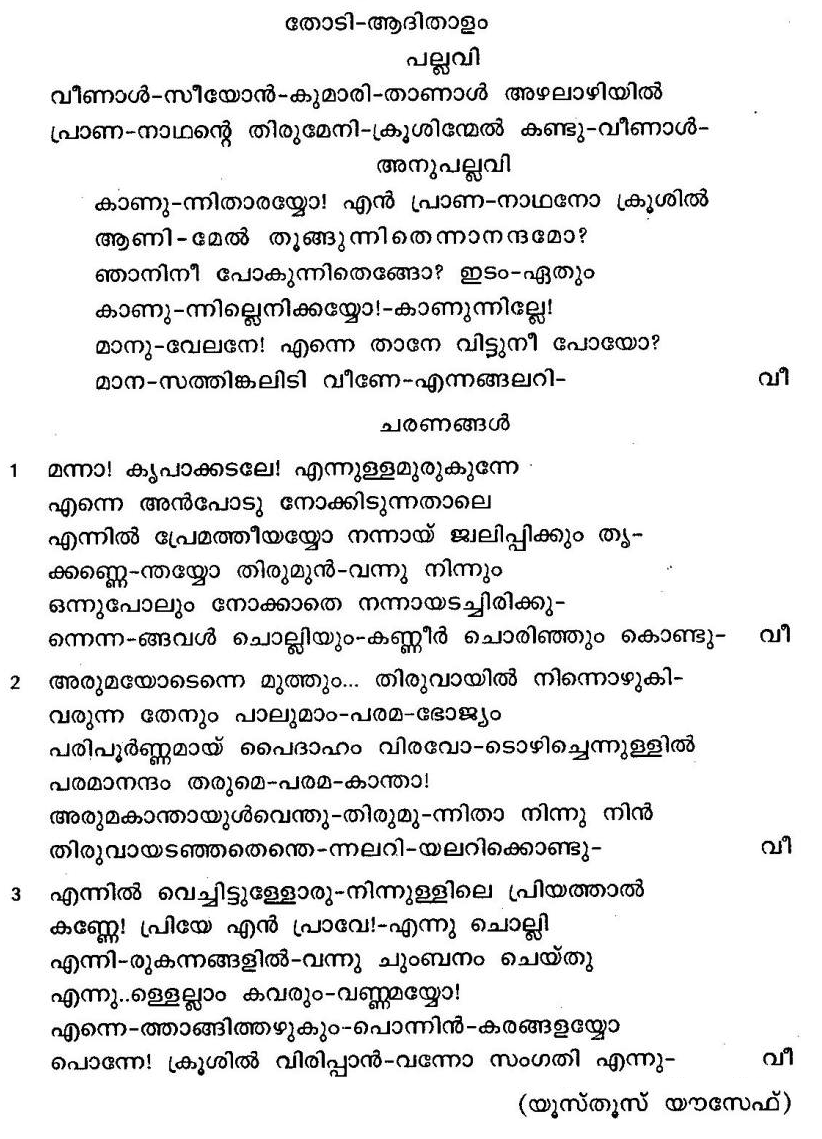 തോടി-ആദിതാളം
പല്ലവി
വീണാൾ-സീയോൻ-കുമാരി-താണാൾ അഴലാഴിയിൽ
പ്രാണ-നാഥന്റെ തിരുമേനി-ക്രൂശിന്മേൽ കണ്ടു-വീണാൾ-
അനുപല്ലവി
കാണു-ന്നിതാരയ്യോ! എൻ പ്രാണ-നാഥനോ ക്രൂശിൽ
ആണി-മേൽ തൂങ്ങുന്നിതെന്നാനന്ദമോ?
ഞാനിനീ പോകുന്നിതെങ്ങോ? ഇടം-ഏതും
കാണു-ന്നില്ലെനിക്കയ്യോ!-കാണുന്നില്ലേ!
മാനു-വേലനേ! എന്നെ താനേ വിട്ടുനീ പോയോ?
മാന-സത്തിങ്കലിടി വീണേ-എന്നങ്ങലറി- വീ
ചരണങ്ങൾ
1 മന്നാ! കൃപാക്കടലേ! എന്നുള്ളമുരുകുന്നേ
എന്നെ അൻപോടു നോക്കിടുന്നതാലെ
എന്നിൽ പ്രേമത്തീയയ്യോ നന്നായ് ജ്വലിപ്പിക്കും തൃ-
ക്കണ്ണെ-ന്തയ്യോ തിരുമുൻ-വന്നു നിന്നും
ഒന്നുപോലും നോക്കാതെ നന്നായടച്ചിരിക്കു-
ന്നെന്ന-ങ്ങവൾ ചൊല്ലിയും-കണ്ണീർ ചൊരിഞ്ഞും കൊണ്ടു- വീ
2 അരുമയോടെന്നെ മുത്തും... തിരുവായിൽ നിന്നൊഴുകി-
വരുന്ന തേനും പാലുമാം-പരമ-ഭോജ്യം
പരിപൂർണ്ണമായ് പൈദാഹം വിരവോ-ടൊഴിച്ചെന്നുള്ളിൽ
പരമാനന്ദം തരുമെ-പരമ-കാന്താ!
അരുമകാന്തായുൾവെന്തു-തിരുമു-ന്നിതാ നിന്നു നിൻ
തിരുവായടഞ്ഞതെന്തെ-ന്നലറി-യലറിക്കൊണ്ടു- വീ
3 എന്നിൽ വെച്ചിട്ടുള്ളോരു-നിന്നുള്ളിലെ പ്രിയത്താൽ
കണ്ണേ! പ്രിയേ എൻ പ്രാവേ!-എന്നു ചൊല്ലി
എന്നി-രുകന്നങ്ങളിൽ-വന്നു ചുംബനം ചെയ്തു
എന്നു..ള്ളെല്ലാം കവരും-വണ്ണമയ്യോ!
എന്നെ-ത്താങ്ങിത്തഴുകും-പൊന്നിൻ-കരങ്ങളയ്യോ
പൊന്നേ! ക്രൂശിൽ വിരിപ്പാൻ-വന്നോ സംഗതി എന്നു- വീ
(യൂസ്തൂസ് യൗസേഫ്)